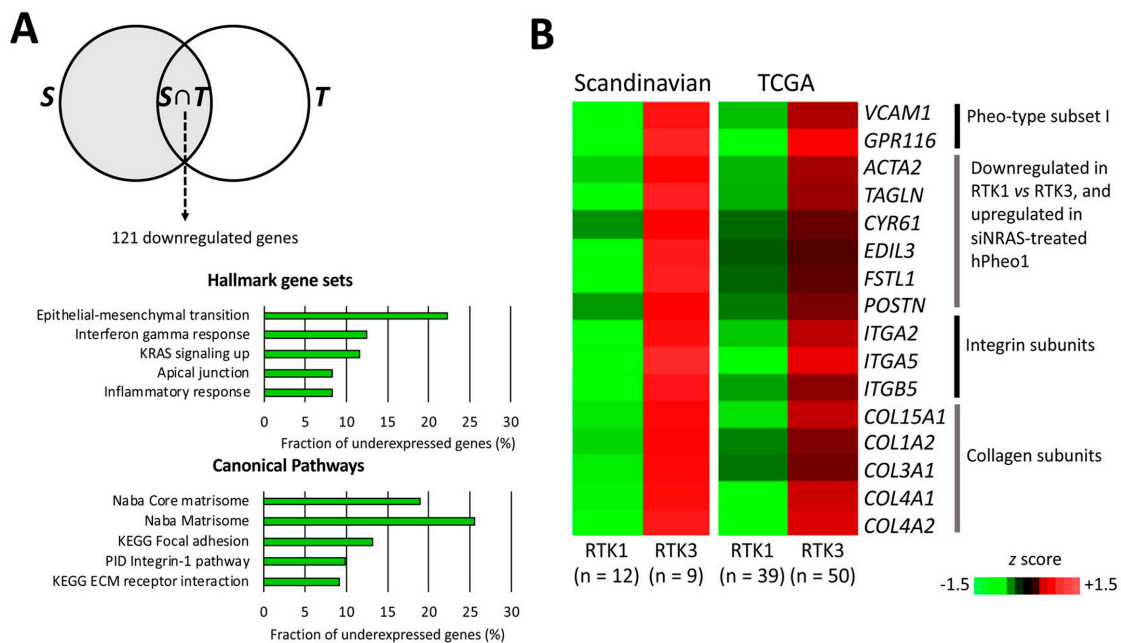 A
S
S∩T
T
121 downregulated genes
Hallmark gene sets
Epithelial-mesenchymal transition
Interferon gamma response
KRAS signaling up
Apical junction
Inflammatory response
0 5 10 15 20 25 30
Fraction of underexpressed genes (%)
Canonical Pathways
Naba Core matrisome
Naba Matrisome
KEGG Focal adhesion
PID Integrin-1 pathway
KEGG ECM receptor interaction
0 5 10 15 20 25 30
Fraction of underexpressed genes (%)
B
Scandinavian TCGA
VCAM1
GPR116
ACTA2
TAGLN
CYR61
EDIL3
FSTL1
POSTN
ITGA2
ITGA5
ITGB5
COL15A1
COL1A2
COL3A1
COL4A1
COL4A2
Pheo-type subset I
Downregulated in
RTK1 vs RTK3, and
upregulated in
siNRAS-treated
hPheo1
Integrin subunits
Collagen subunits
RTK1 RTK3 RTK1 RTK3
(n = 12) (n = 9) (n = 39) (n = 50)
z score
-1.5 +1.5